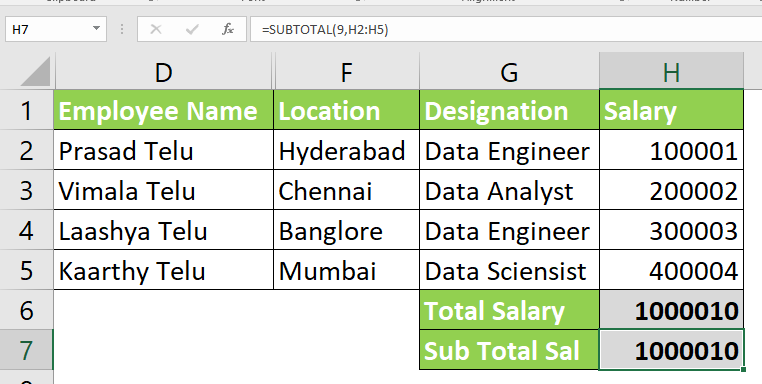 H7 fx =SUBTOTAL(9,H2:H5)
D F G H
1 Employee Name Location Designation Salary
2 Prasad Telu Hyderabad Data Engineer 100001
3 Vimala Telu Chennai Data Analyst 200002
4 Laashya Telu Banglore Data Engineer 300003
5 Kaarthy Telu Mumbai Data Sciensist 400004
6 Total Salary 1000010
7 Sub Total Sal 1000010